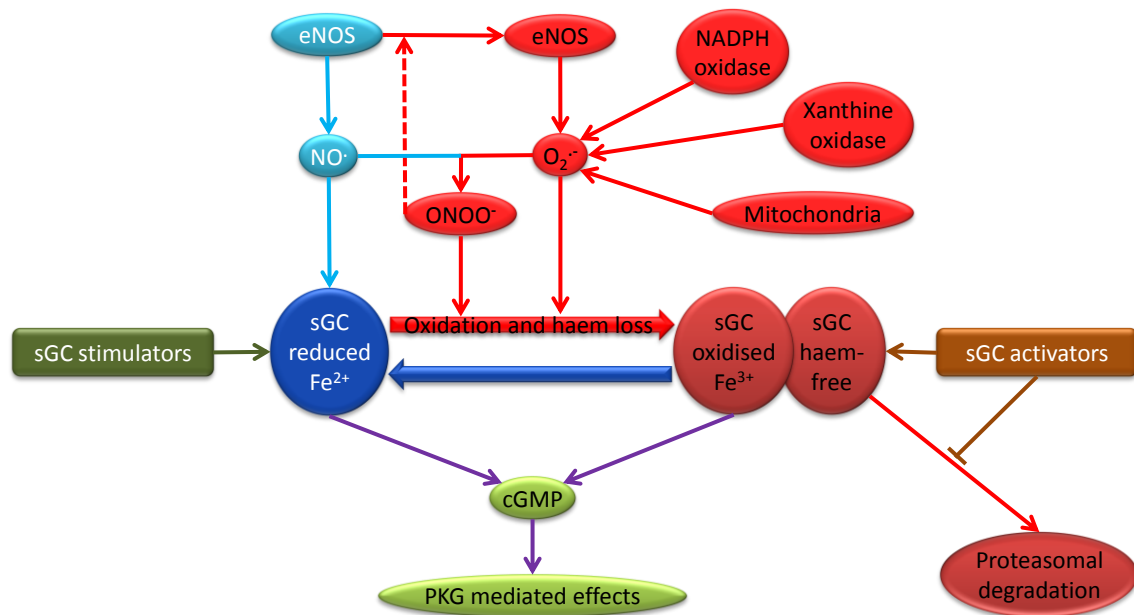 eNOS
eNOS
NADPH
oxidase
Xanthine
oxidase
NO·
O₂·⁻
ONOO⁻
Mitochondria
sGC stimulators
sGC
reduced
Fe²⁺
Oxidation and haem loss
sGC
oxidised
Fe³⁺
sGC
haem-
free
sGC activators
cGMP
PKG mediated effects
Proteasomal
degradation